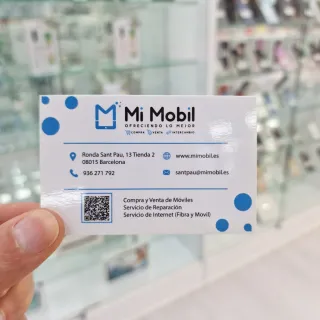 Mi Mobil
OFRECIENDO LO MEJOR
COMPRA VENTA INTERCAMBIO
Ronda Sant Pau, 13 Tienda 2
08015 Barcelona
www.mimobil.es
936 271 792
santpau@mimobil.es
Compra y Venta de Móviles
Servicio de Reparación
Servicio de Internet (Fibra y Movil)